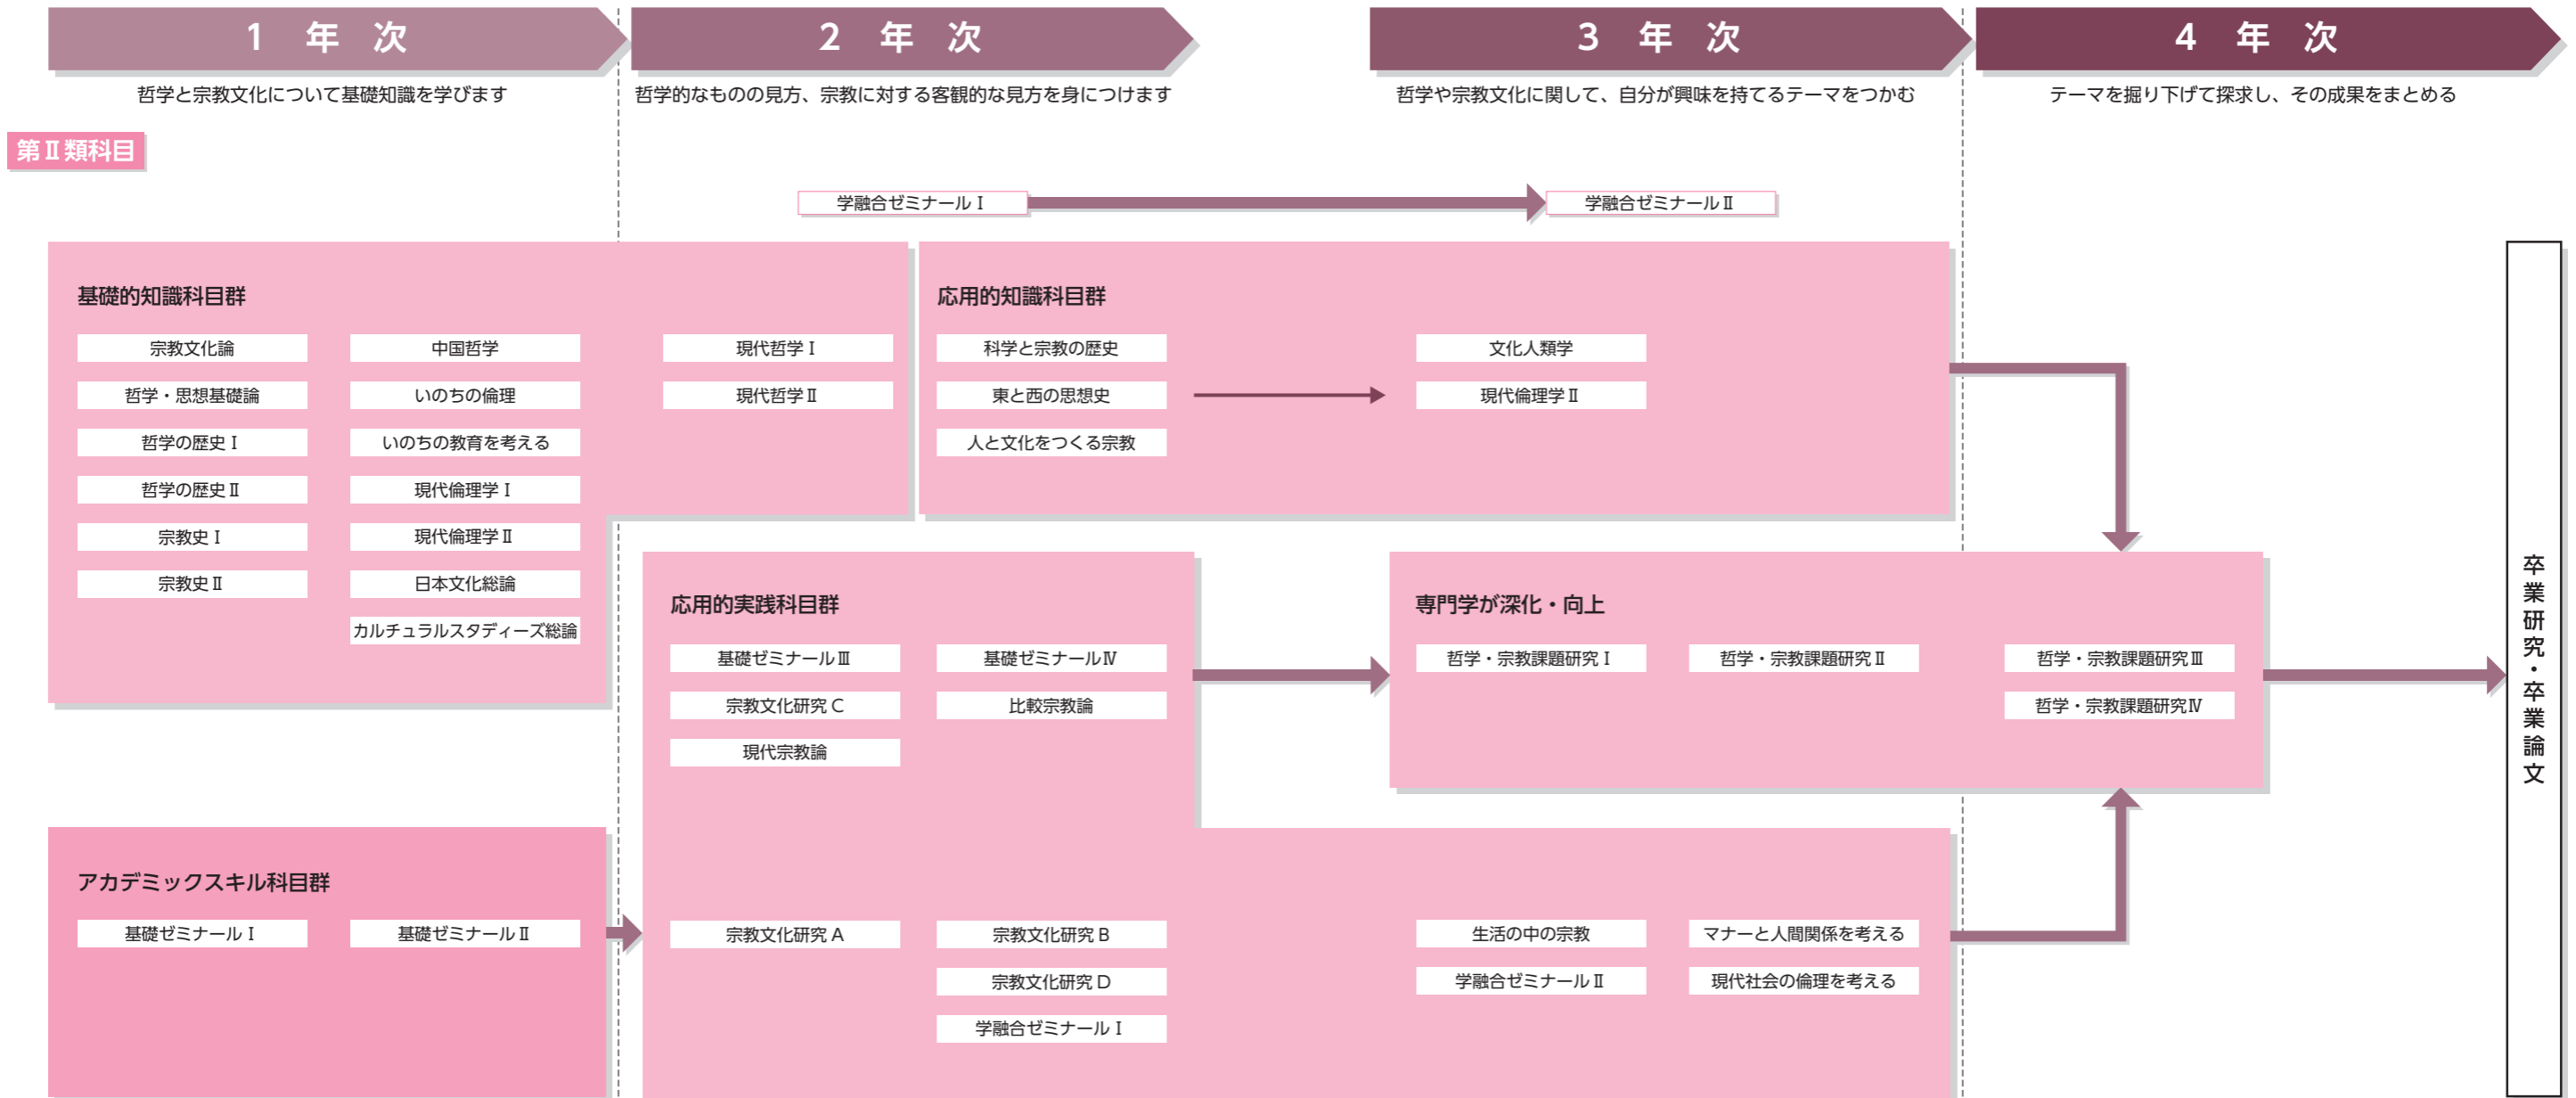 1 年 次
2 年 次
3 年 次
4 年 次
哲学と宗教文化について基礎知識を学びます
哲学的なものの見方、宗教に対する客観的な見方を身につけます
哲学や宗教文化に関して、自分が興味を持てるテーマをつかむ
テーマを掘り下げて探求し、その成果をまとめる
第Ⅱ類科目
学融合ゼミナールⅠ
学融合ゼミナールⅡ
基礎的知識科目群
宗教文化論
哲学・思想基礎論
哲学の歴史Ⅰ
哲学の歴史Ⅱ
宗教史Ⅰ
宗教史Ⅱ
中国哲学
いのちの倫理
いのちの教育を考える
現代倫理学Ⅰ
現代倫理学Ⅱ
日本文化総論
カルチュラルスタディーズ総論
現代哲学Ⅰ
現代哲学Ⅱ
応用的知識科目群
科学と宗教の歴史
東と西の思想史
人と文化をつくる宗教
文化人類学
現代倫理学Ⅱ
応用的実践科目群
基礎ゼミナールⅢ
宗教文化研究 C
現代宗教論
基礎ゼミナールⅣ
比較宗教論
専門学が深化・向上
哲学・宗教課題研究Ⅰ
哲学・宗教課題研究Ⅱ
哲学・宗教課題研究Ⅲ
哲学・宗教課題研究Ⅳ
アカデミックスキル科目群
基礎ゼミナールⅠ
基礎ゼミナールⅡ
宗教文化研究 A
宗教文化研究 B
宗教文化研究 D
学融合ゼミナールⅠ
生活の中の宗教
学融合ゼミナールⅡ
マナーと人間関係を考える
現代社会の倫理を考える
卒業研究・卒業論文